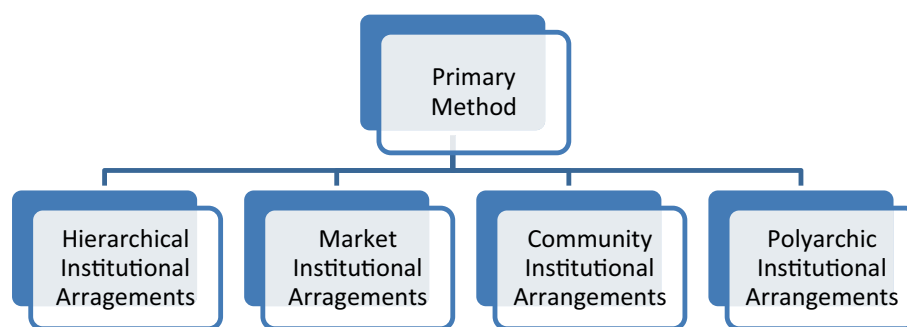 Primary
Method
Hierarchical
Institutional
Arragements
Market
Institutional
Arragements
Community
Institutional
Arrangements
Polyarchic
Institutional
Arrangements